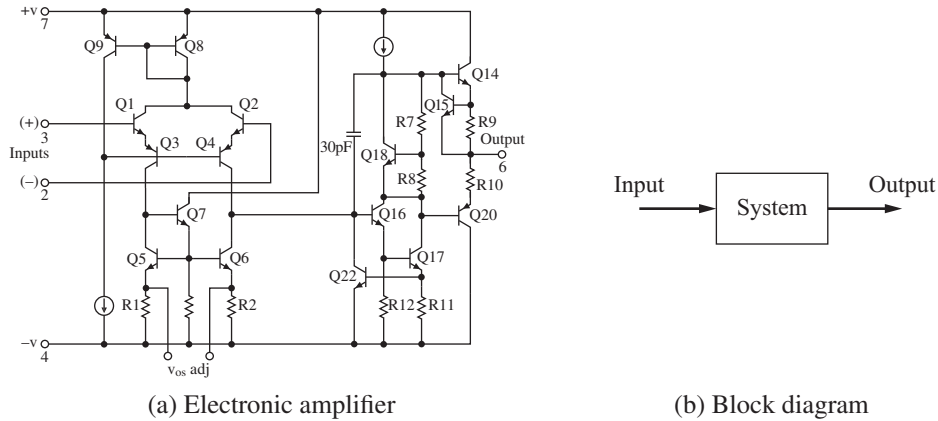 +v
7
Q9
Q8
Q14
Q1
Q2
Q15
(+)
3
R7
R9
Output
6
Inputs
Q3
Q4
30pF
Q18
(−)
2
R8
R10
Q7
Q16
Q20
Q5
Q6
Q17
Q22
R1
R2
R12
R11
−v
4
vos adj
(a) Electronic amplifier
Input
System
Output
(b) Block diagram